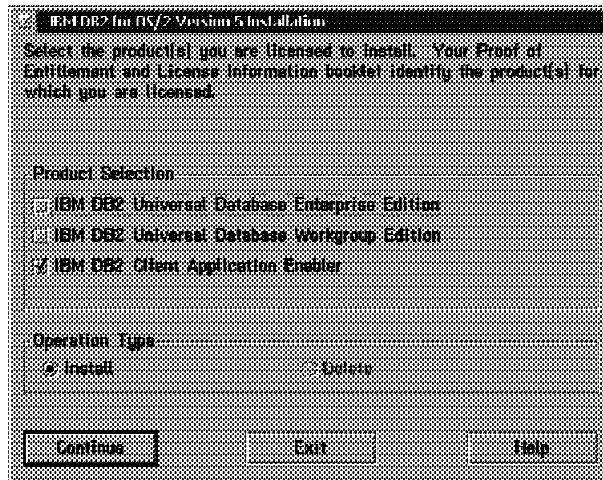 IBM DB2 for OS/2 Version 5 Installation
Select the product(s) you are licensed to install. Your Proof of
Entitlement and License Information booklet identify the product(s) for
which you are licensed.
Product Selection
IBM DB2 Universal Database Enterprise Edition
IBM DB2 Universal Database Workgroup Edition
IBM DB2 Client Application Enabler
Operation Type
Install
Delete
Continue
Exit
Help